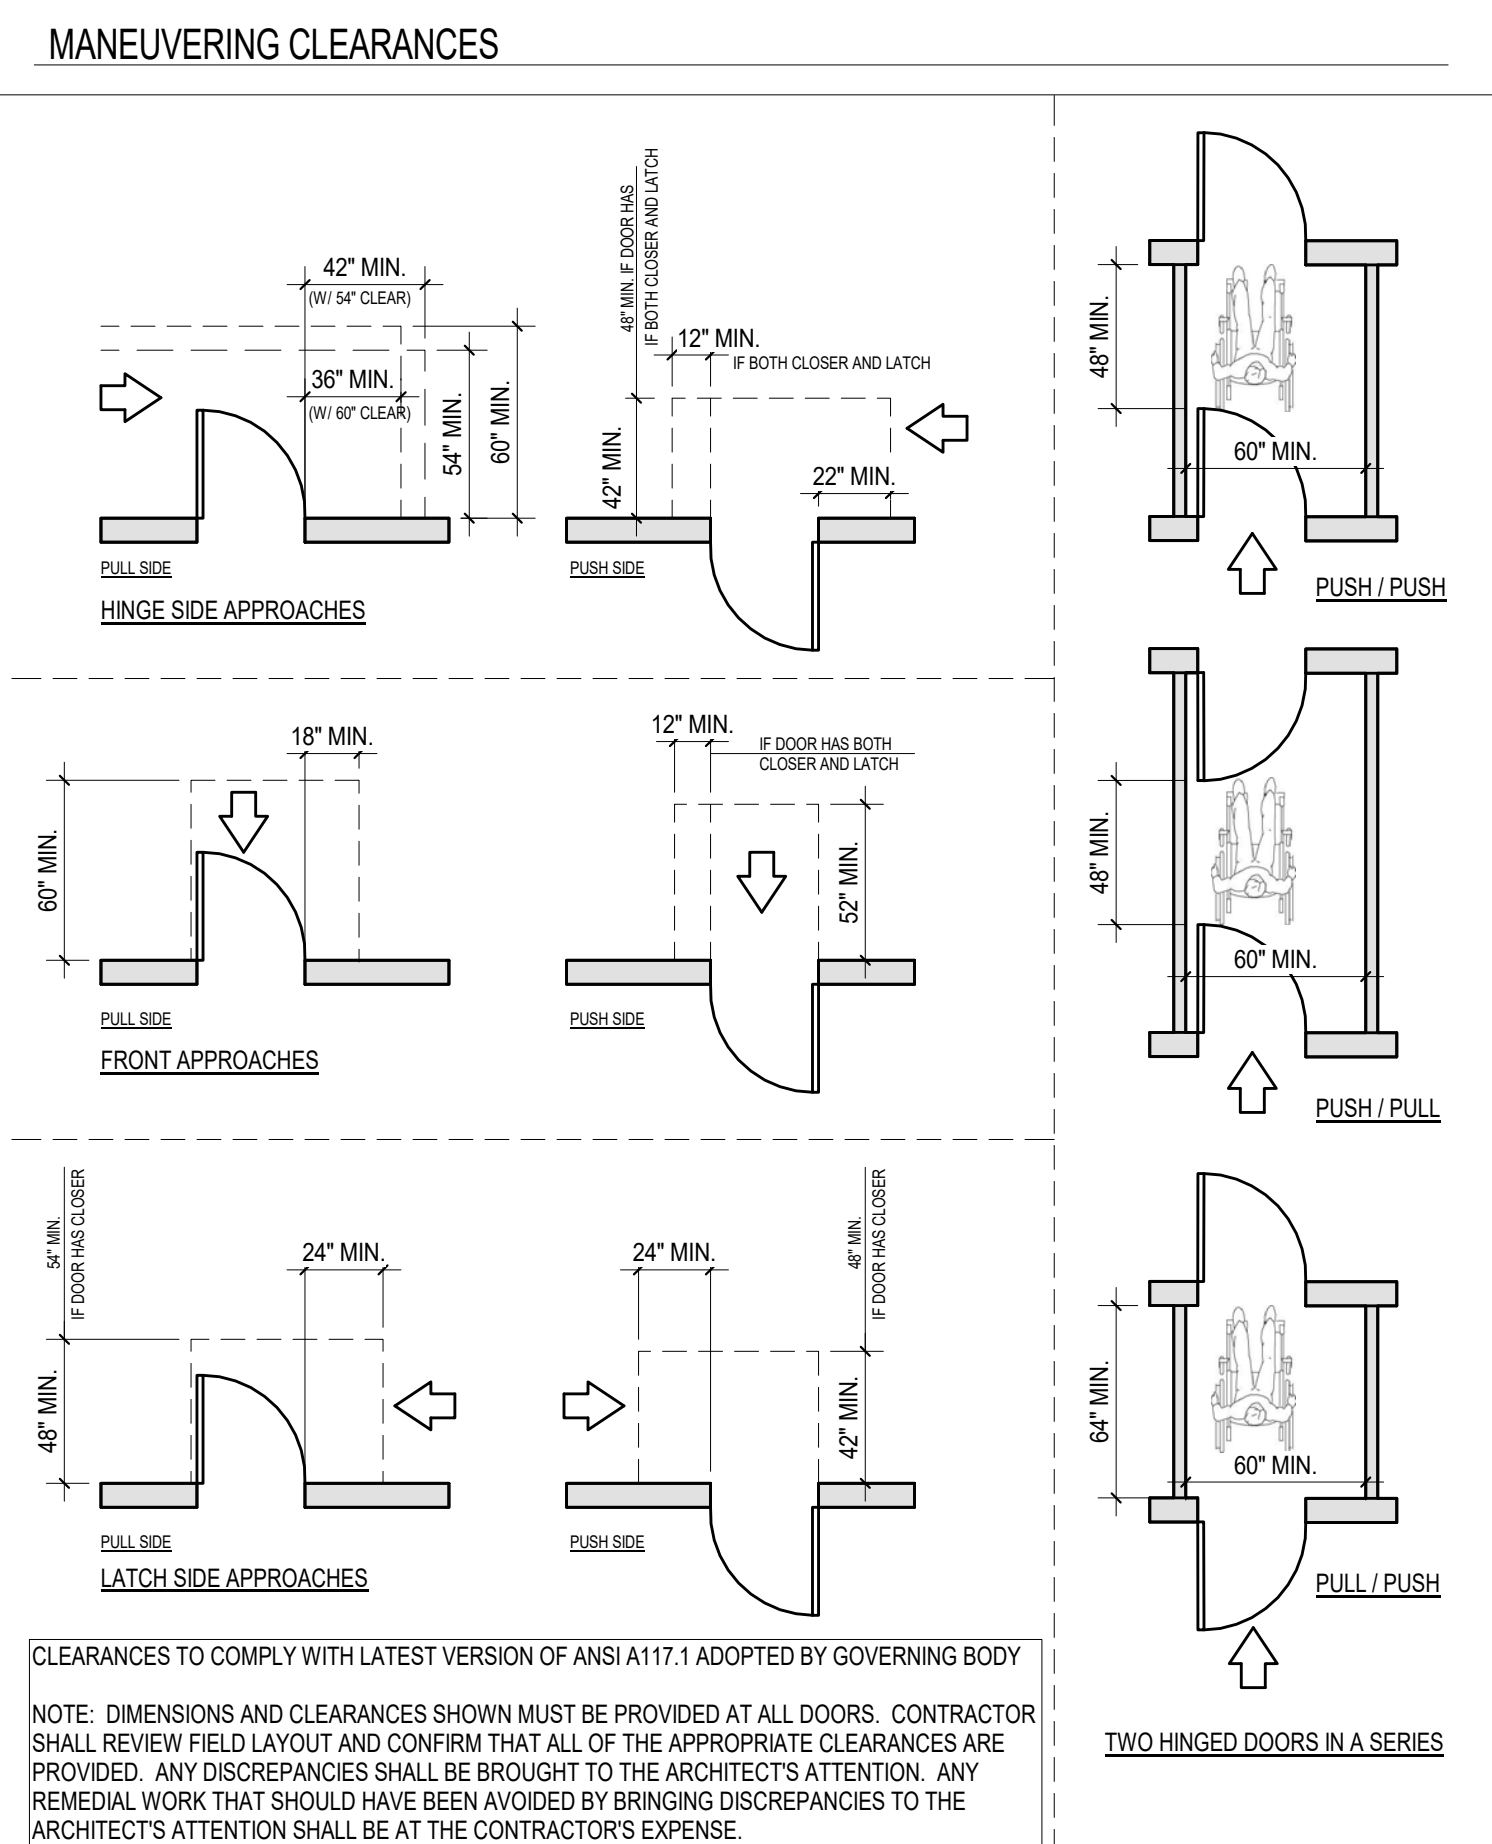 MANEUVERING CLEARANCES
42" MIN.
(W/ 54" CLEAR)
36" MIN.
(W/ 60" CLEAR)
54" MIN.
60" MIN.
PULL SIDE
HINGE SIDE APPROACHES
48" MIN. IF DOOR HAS
IF BOTH CLOSER AND LATCH
12" MIN.
IF BOTH CLOSER AND LATCH
42" MIN.
22" MIN.
PUSH SIDE
18" MIN.
60" MIN.
PULL SIDE
FRONT APPROACHES
12" MIN.
IF DOOR HAS BOTH
CLOSER AND LATCH
52" MIN.
PUSH SIDE
54" MIN.
IF DOOR HAS CLOSER
24" MIN.
48" MIN.
PULL SIDE
LATCH SIDE APPROACHES
24" MIN.
48" MIN.
IF DOOR HAS CLOSER
42" MIN.
PUSH SIDE
CLEARANCES TO COMPLY WITH LATEST VERSION OF ANSI A117.1 ADOPTED BY GOVERNING BODY
NOTE: DIMENSIONS AND CLEARANCES SHOWN MUST BE PROVIDED AT ALL DOORS. CONTRACTOR
SHALL REVIEW FIELD LAYOUT AND CONFIRM THAT ALL OF THE APPROPRIATE CLEARANCES ARE
PROVIDED. ANY DISCREPANCIES SHALL BE BROUGHT TO THE ARCHITECT'S ATTENTION. ANY
REMEDIAL WORK THAT SHOULD HAVE BEEN AVOIDED BY BRINGING DISCREPANCIES TO THE
ARCHITECT'S ATTENTION SHALL BE AT THE CONTRACTOR'S EXPENSE.
48" MIN.
60" MIN.
PUSH / PUSH
48" MIN.
60" MIN.
PUSH / PULL
64" MIN.
60" MIN.
PULL / PUSH
TWO HINGED DOORS IN A SERIES